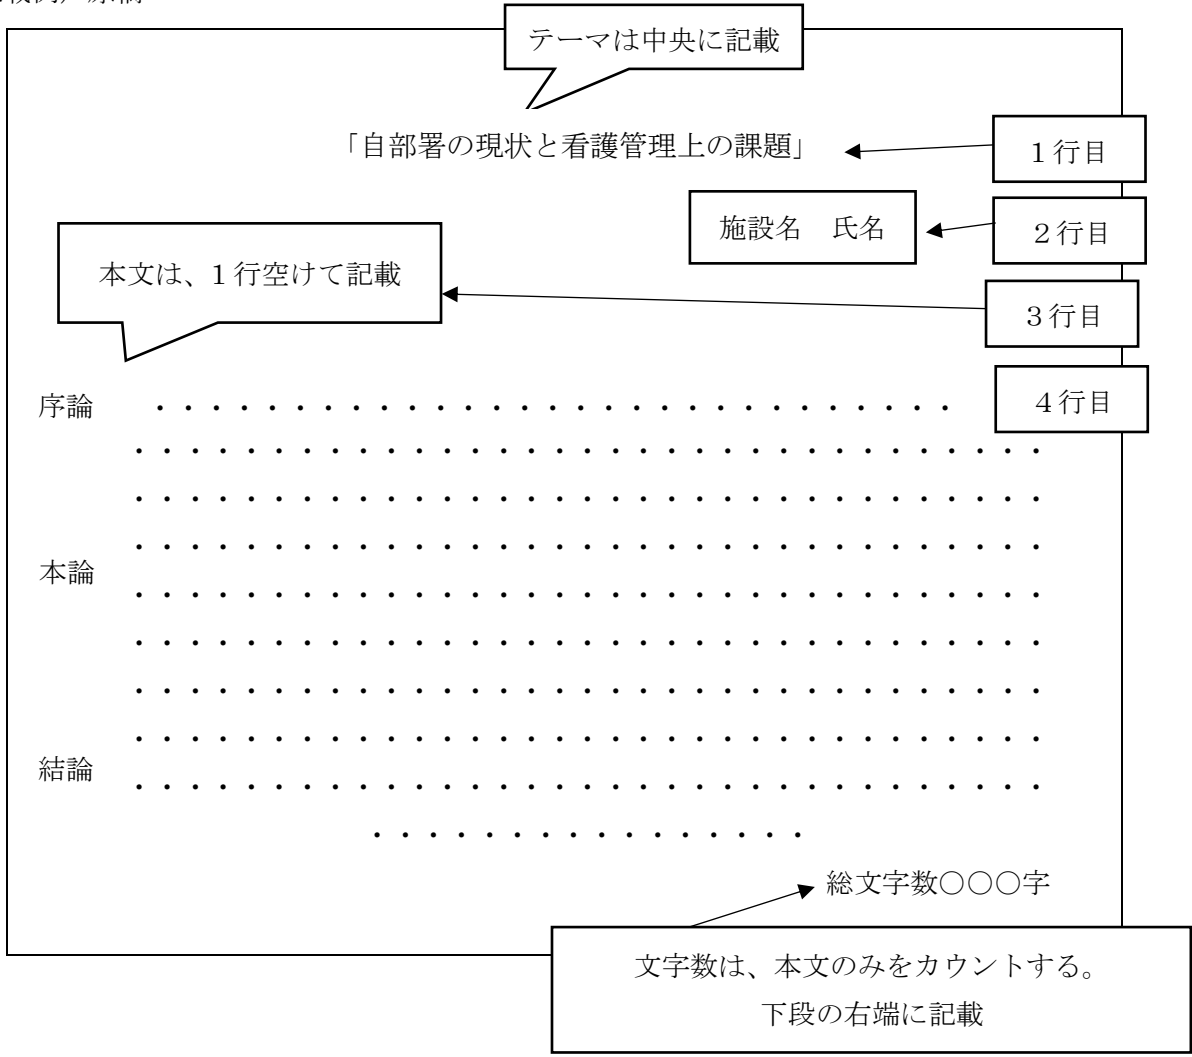 テーマは中央に記載
「自部署の現状と看護管理上の課題」
１行目
施設名　氏名
２行目
本文は、１行空けて記載
３行目
序論　・・・・・・・・・・・・・・・・・・・・・・・・・・・・・
４行目
・・・・・・・・・・・・・・・・・・・・・・・・・・・・・・・・・
・・・・・・・・・・・・・・・・・・・・・・・・・・・・・・・・・
・・・・・・・・・・・・・・・・・・・・・・・・・・・・・・・・・
本論
・・・・・・・・・・・・・・・・・・・・・・・・・・・・・・・・・
・・・・・・・・・・・・・・・・・・・・・・・・・・・・・・・・・
・・・・・・・・・・・・・・・・・・・・・・・・・・・・・・・・・
・・・・・・・・・・・・・・・・・・・・・・・・・・・・・・・・・
結論
・・・・・・・・・・・・・・・・・・・・・・・・・・・・・・・・・
・・・・・・・・・・・・・・・・
総文字数○○○字
文字数は、本文のみをカウントする。
下段の右端に記載